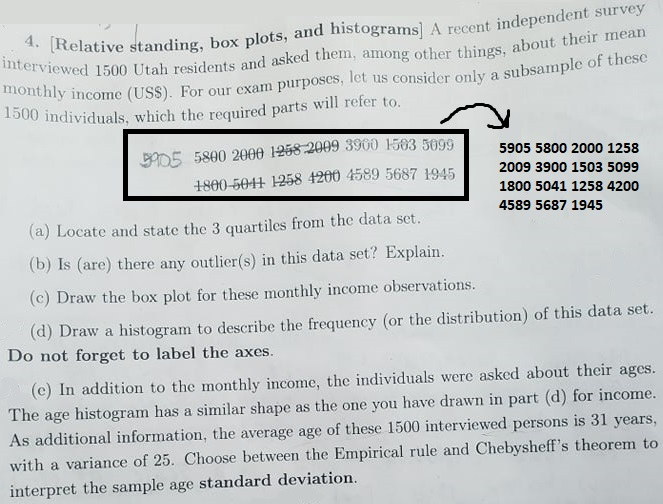 4. [Relative standing, box plots, and histograms] A recent independent survey
interviewed 1500 Utah residents and asked them, among other things, about their mean
monthly income (US$). For our exam purposes, let us consider only a subsample of these
1500 individuals, which the required parts will refer to.
5905 5800 2000 1258 2009 3900 1503 5099
1800 5041 1258 4200 4589 5687 1945
5905 5800 2000 1258
2009 3900 1503 5099
1800 5041 1258 4200
4589 5687 1945
(a) Locate and state the 3 quartiles from the data set.
(b) Is (are) there any outlier(s) in this data set? Explain.
(c) Draw the box plot for these monthly income observations.
(d) Draw a histogram to describe the frequency (or the distribution) of this data set.
Do not forget to label the axes.
(e) In addition to the monthly income, the individuals were asked about their ages.
The age histogram has a similar shape as the one you have drawn in part (d) for income.
As additional information, the average age of these 1500 interviewed persons is 31 years,
with a variance of 25. Choose between the Empirical rule and Chebysheff's theorem to
interpret the sample age standard deviation.